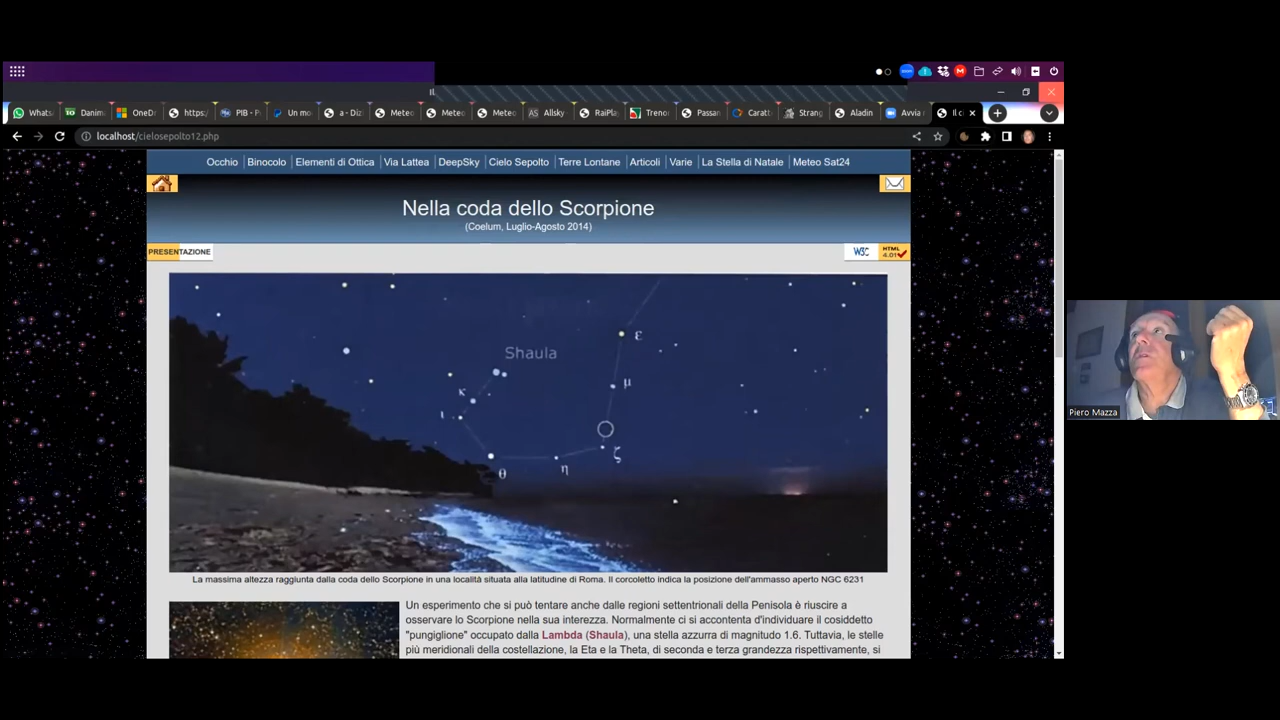 Il
Whats
Danim
OneD
https:/
PIB - P
Un mo
a - Diz
Meteo
Meteo
Meteo
Allsky
RaiPla
Trenor
Passan
Caratt
Strang
Aladin
Avvia r
Il c
localhost/cielosepolto12.php
Occhio Binocolo Elementi di Ottica Via Lattea DeepSky Cielo Sepolto Terre Lontane Articoli Varie La Stella di Natale Meteo Sat24
Nella coda dello Scorpione
(Coelum, Luglio-Agosto 2014)
PRESENTAZIONE
W3C HTML 4.01
ε
Shaula
μ
κ
ι
ζ
η
θ
La massima altezza raggiunta dalla coda dello Scorpione in una località situata alla latitudine di Roma. Il corcoletto indica la posizione dell'ammasso aperto NGC 6231
Un esperimento che si può tentare anche dalle regioni settentrionali della Penisola è riuscire a
osservare lo Scorpione nella sua interezza. Normalmente ci si accontenta d'individuare il cosiddetto
"pungiglione" occupato dalla Lambda (Shaula), una stella azzurra di magnitudo 1.6. Tuttavia, le stelle
più meridionali della costellazione, la Eta e la Theta, di seconda e terza grandezza rispettivamente, si
Piero Mazza